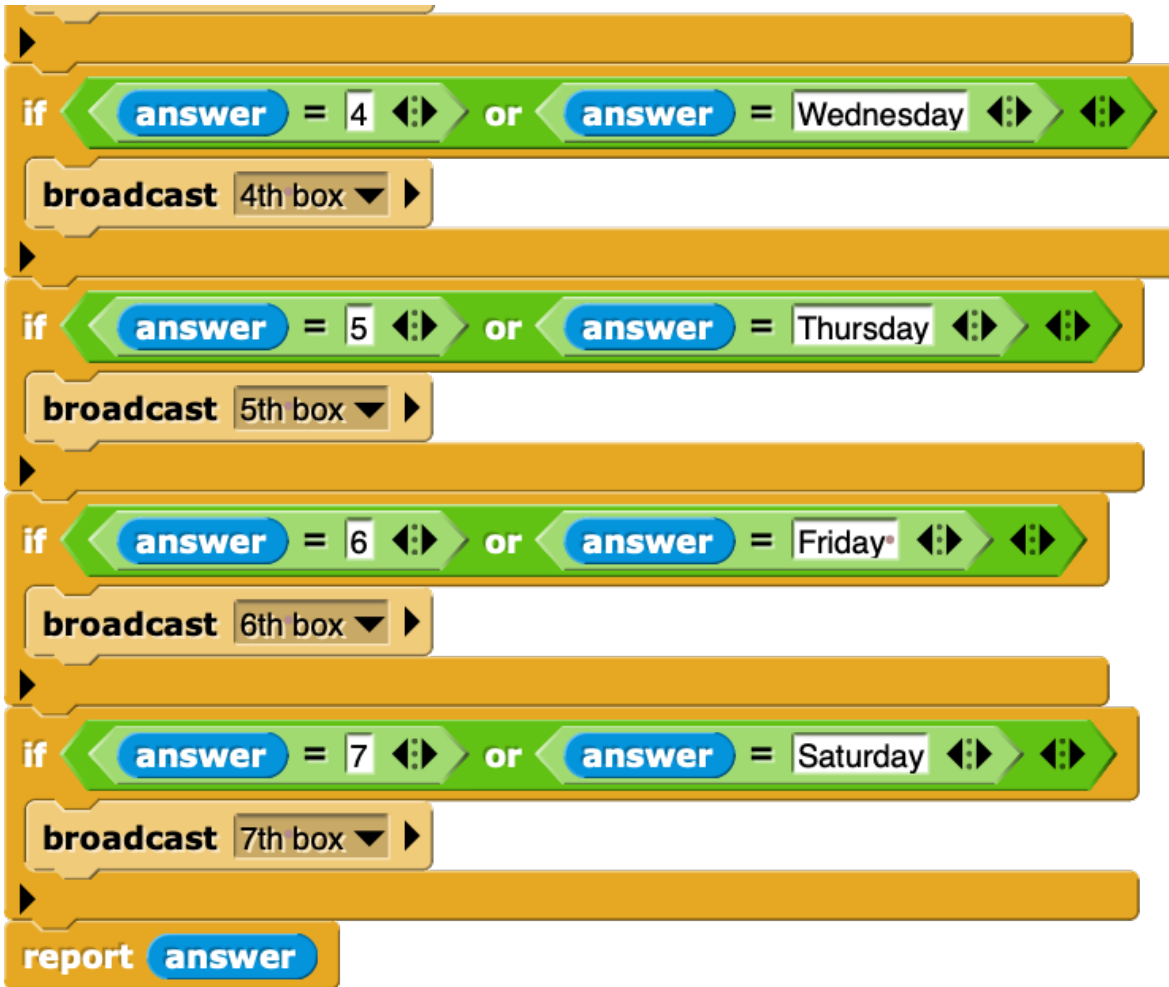 if answer = 4 or answer = Wednesday
broadcast 4th box
if answer = 5 or answer = Thursday
broadcast 5th box
if answer = 6 or answer = Friday
broadcast 6th box
if answer = 7 or answer = Saturday
broadcast 7th box
report answer